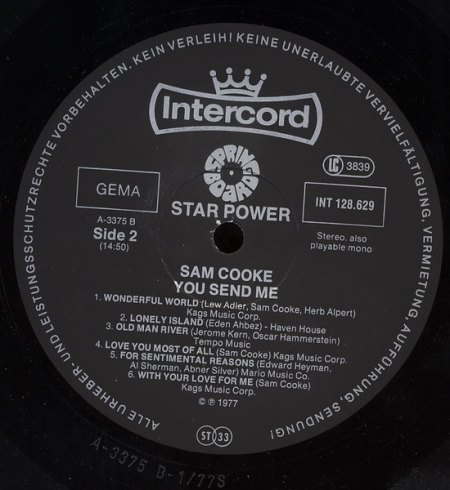 ALLE URHEBER- UND LEISTUNGSSCHUTZRECHTE VORBEHALTEN. KEIN VERLEIH! KEINE UNERLAUBTE VERVIELFÄLTIGUNG, VERMIETUNG, AUFFÜHRUNG, SENDUNG!
Intercord
SPRING BOARD
LC 3839
GEMA
INT 128.629
A-3375 B
STAR POWER
Side 2
(14:50)
Stereo, also
playable mono
SAM COOKE
YOU SEND ME
1. WONDERFUL WORLD (Lew Adler, Sam Cooke, Herb Alpert)
Kags Music Corp.
2. LONELY ISLAND (Eden Ahbez) - Haven House
3. OLD MAN RIVER (Jerome Kern, Oscar Hammerstein)
Tempo Music
4. LOVE YOU MOST OF ALL (Sam Cooke) Kags Music Corp.
5. FOR SENTIMENTAL REASONS (Edward Heyman,
Al Sherman, Abner Silver) Mario Music Co.
6. WITH YOUR LOVE FOR ME (Sam Cooke)
Kags Music Corp.
© ℗ 1977
ST 33
A-3375 B-1/77S